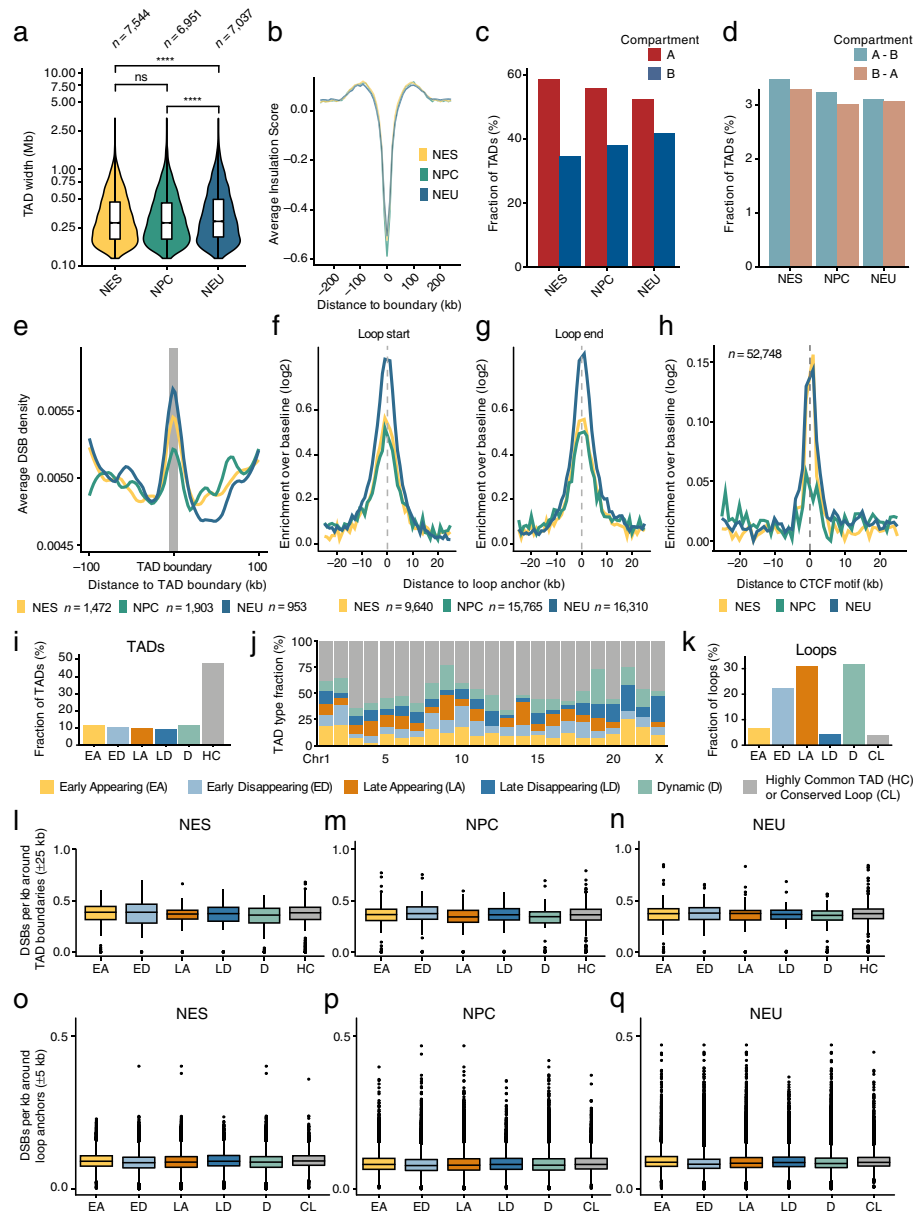 a
n = 7,544
n = 6,951
n = 7,037
TAD width (Mb)
10.00
7.50
5.00
2.50
1.00
0.75
0.50
0.25
0.10
****
ns
****
NES
NPC
NEU
b
Average Insulation Score
0.0
−0.2
−0.4
−0.6
NES
NPC
NEU
−200
−100
0
100
200
Distance to boundary (kb)
c
Compartment
A
B
Fraction of TADs (%)
60
40
20
0
NES
NPC
NEU
d
Compartment
A - B
B - A
Fraction of TADs (%)
3
2
1
0
NES
NPC
NEU
e
Average DSB density
0.0055
0.0050
0.0045
−100
TAD boundary
100
Distance to TAD boundary (kb)
NES n = 1,472 NPC n = 1,903 NEU n = 953
f
Loop start
Enrichment over baseline (log2)
0.6
0.4
0.2
0.0
−20
−10
0
10
20
g
Loop end
Enrichment over baseline (log2)
0.6
0.4
0.2
0.0
−20
−10
0
10
20
Distance to loop anchor (kb)
NES n = 9,640 NPC n = 15,765 NEU n = 16,310
h
n = 52,748
Enrichment over baseline (log2)
0.15
0.10
0.05
0.00
−20
−10
0
10
20
Distance to CTCF motif (kb)
NES NPC NEU
i
TADs
Fraction of TADs (%)
50
40
30
20
10
0
EA ED LA LD D HC
j
TAD type fraction (%)
100
75
50
25
0
Chr1 5 10 15 20 X
k
Loops
Fraction of loops (%)
30
20
10
0
EA ED LA LD D CL
Early Appearing (EA)
Early Disappearing (ED)
Late Appearing (LA)
Late Disappearing (LD)
Dynamic (D)
Highly Common TAD (HC)
or Conserved Loop (CL)
l
NES
DSBs per kb around
TAD boundaries (±25 kb)
1.0
0.5
0.0
EA ED LA LD D HC
m
NPC
1.0
0.5
0.0
EA ED LA LD D HC
n
NEU
1.0
0.5
0.0
EA ED LA LD D HC
o
NES
DSBs per kb around
loop anchors (±5 kb)
0.5
0.0
EA ED LA LD D CL
p
NPC
0.5
0.0
EA ED LA LD D CL
q
NEU
0.5
0.0
EA ED LA LD D CL